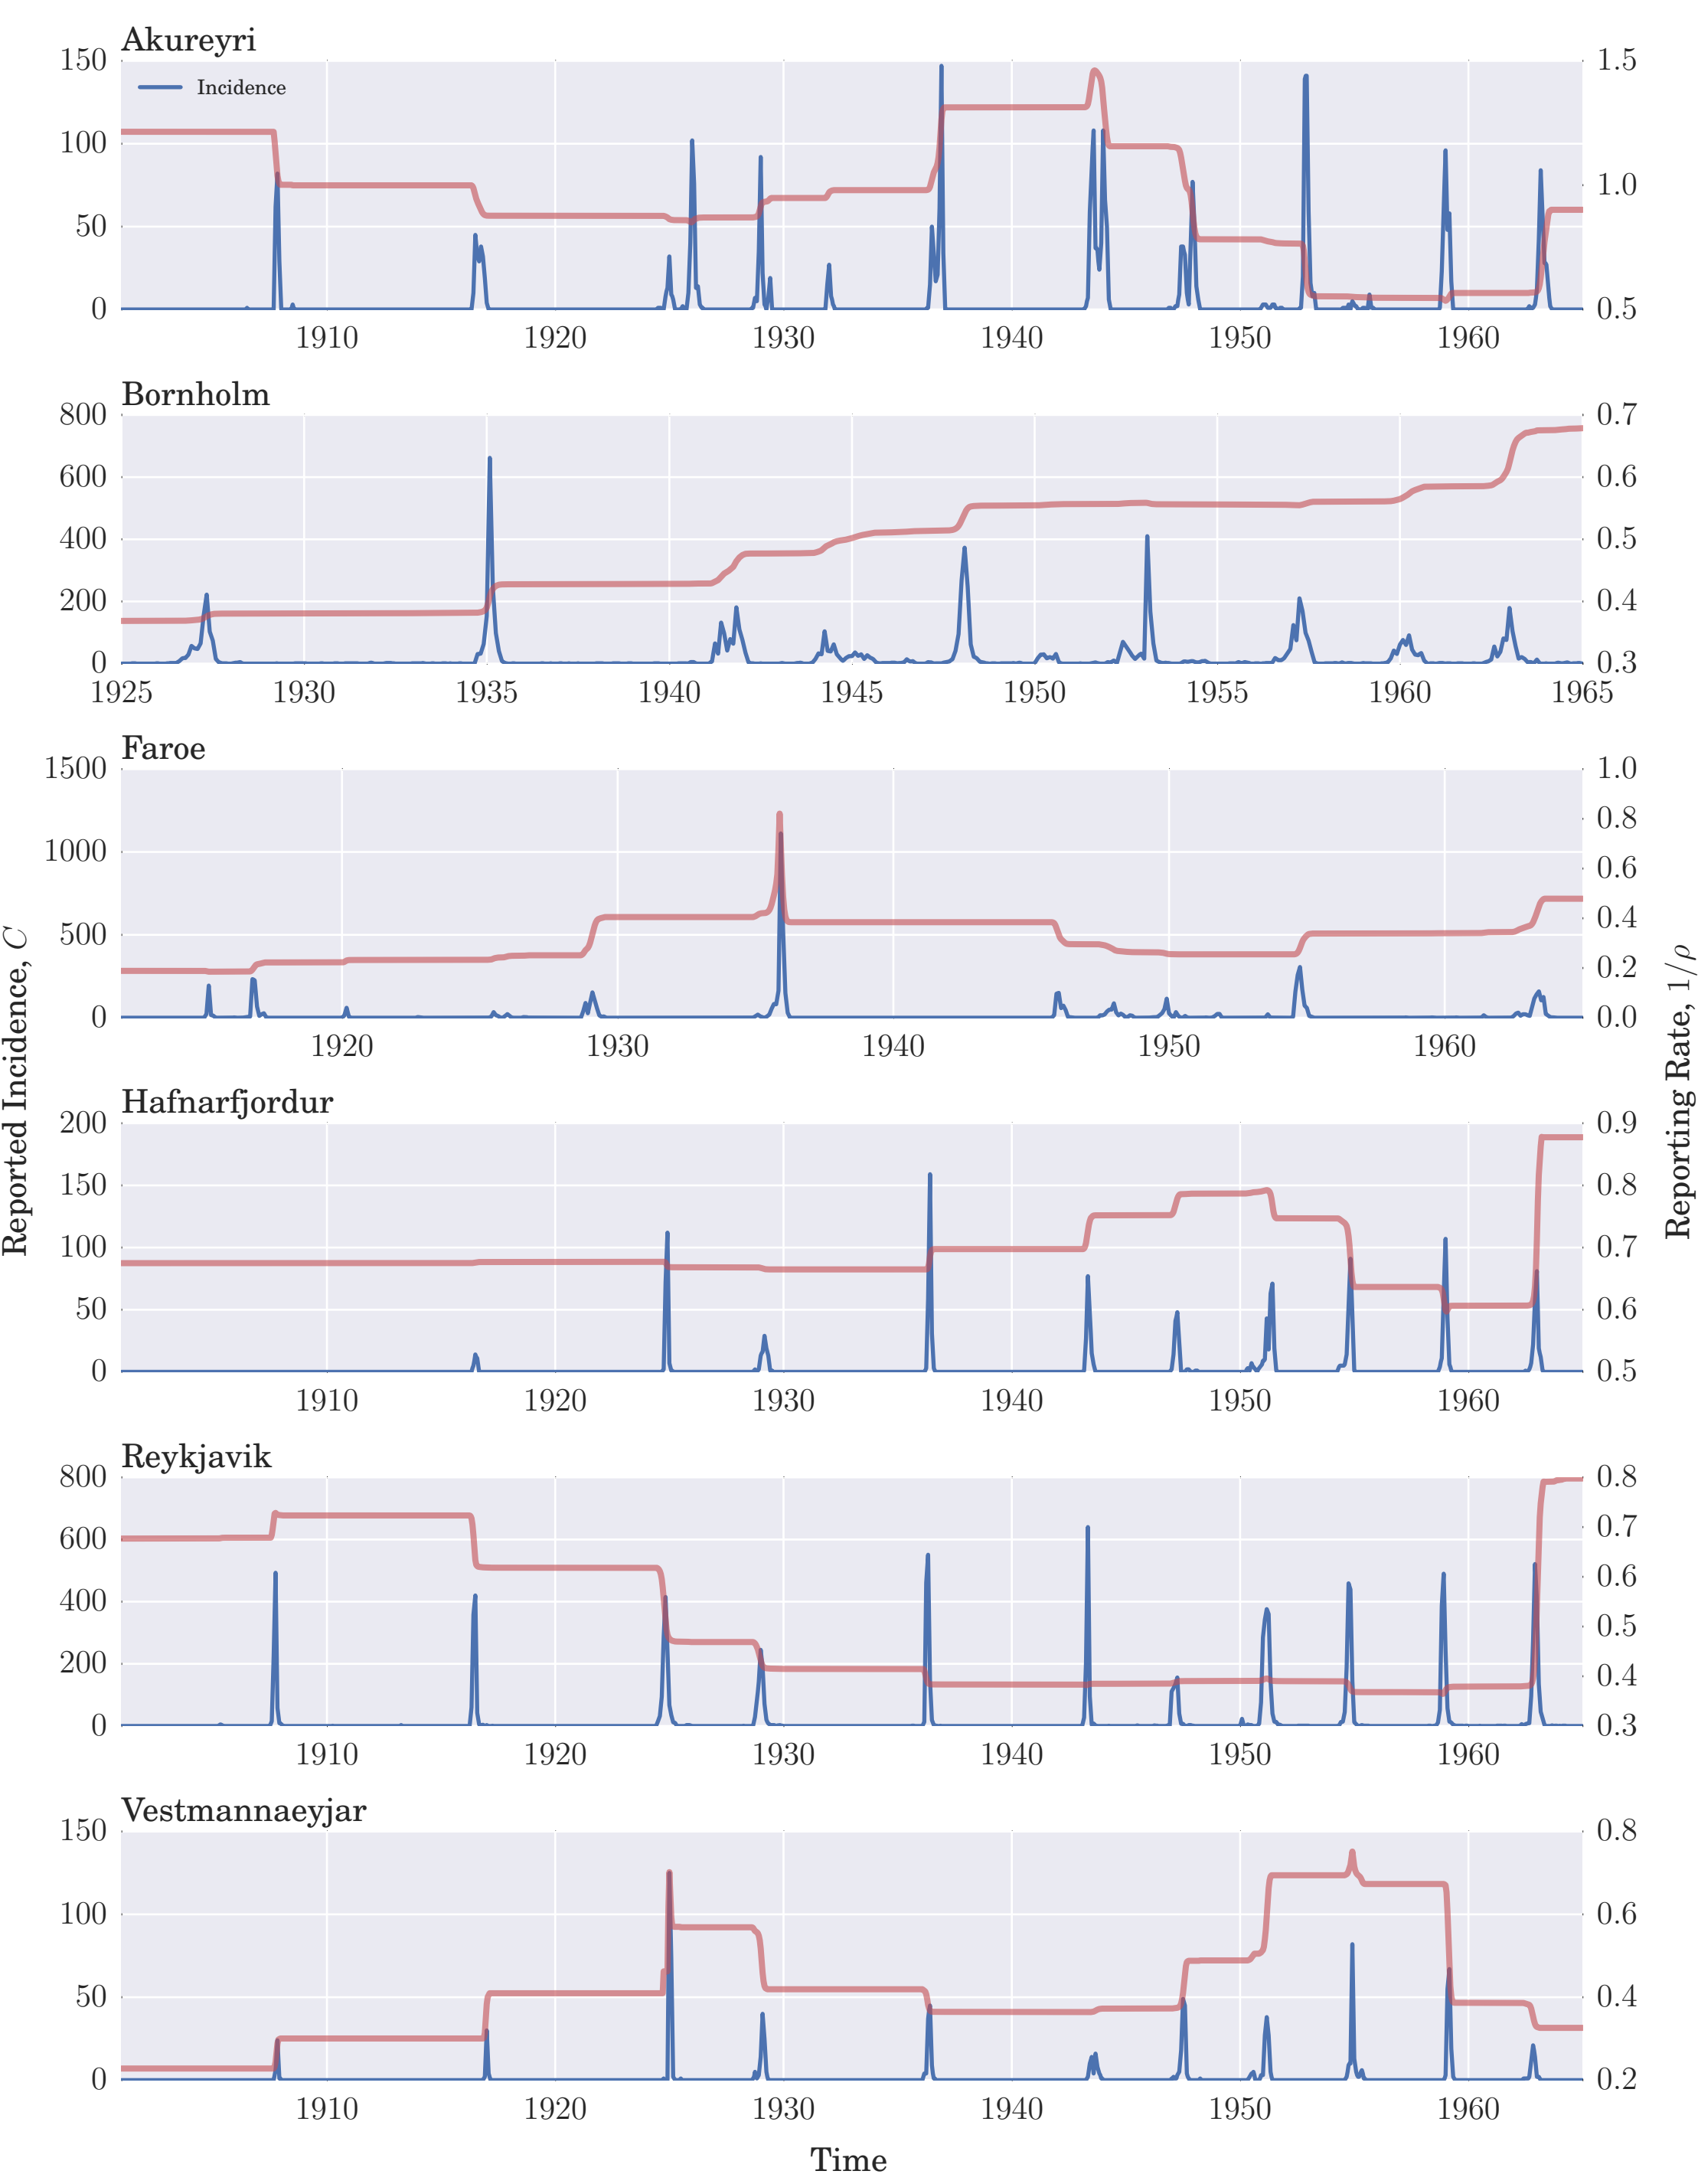 Akureyri
150 1.5
Incidence
100
1.0
50
0 0.5
1910 1920 1930 1940 1950 1960
Bornholm
800 0.7
600 0.6
400 0.5
200 0.4
0 0.3
1925 1930 1935 1940 1945 1950 1955 1960 1965
Faroe
1500 1.0
0.8
1000
0.6
500 0.4
0.2
0 0.0
1920 1930 1940 1950 1960
Reported Incidence, C
Reporting Rate, 1/ρ
Hafnarfjordur
200 0.9
150 0.8
100 0.7
50 0.6
0 0.5
1910 1920 1930 1940 1950 1960
Reykjavik
800 0.8
0.7
600
0.6
400
0.5
200
0.4
0 0.3
1910 1920 1930 1940 1950 1960
Vestmannaeyjar
150 0.8
100 0.6
50 0.4
0 0.2
1910 1920 1930 1940 1950 1960
Time